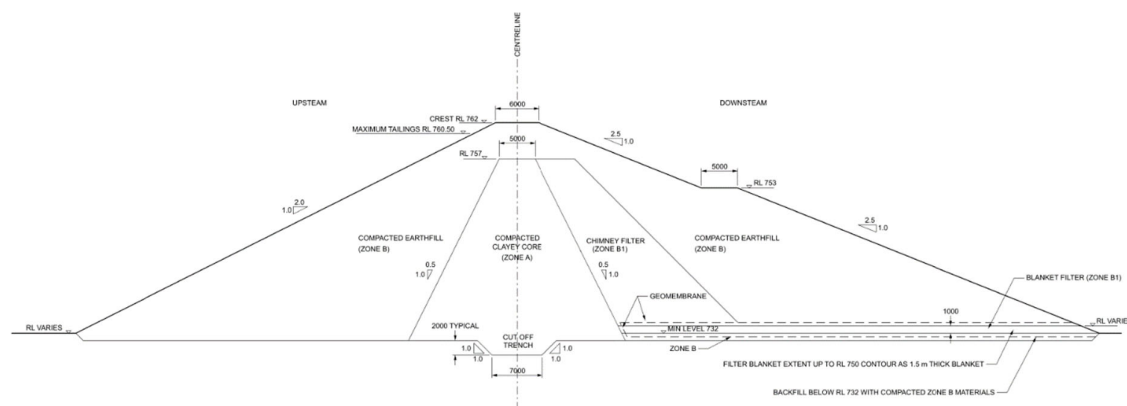 CENTRELINE
UPSTEAM
DOWNSTEAM
6000
CREST RL 762
MAXIMUM TAILINGS RL 760.50
2.5
1.0
5000
RL 757
5000
RL 753
2.0
1.0
2.5
1.0
COMPACTED EARTHFILL
(ZONE B)
COMPACTED
CLAYEY CORE
(ZONE A)
CHIMNEY FILTER
(ZONE B1)
COMPACTED EARTHFILL
(ZONE B)
0.5
1.0
0.5
1.0
BLANKET FILTER (ZONE B1)
GEOMEMBRANE
1000
RL VARIES
2000 TYPICAL
MIN LEVEL 732
RL VARIE
CUT OFF
TRENCH
ZONE B
1.0
1.0
1.0
1.0
FILTER BLANKET EXTENT UP TO RL 750 CONTOUR AS 1.5 m THICK BLANKET
7000
BACKFILL BELOW RL 732 WITH COMPACTED ZONE B MATERIALS